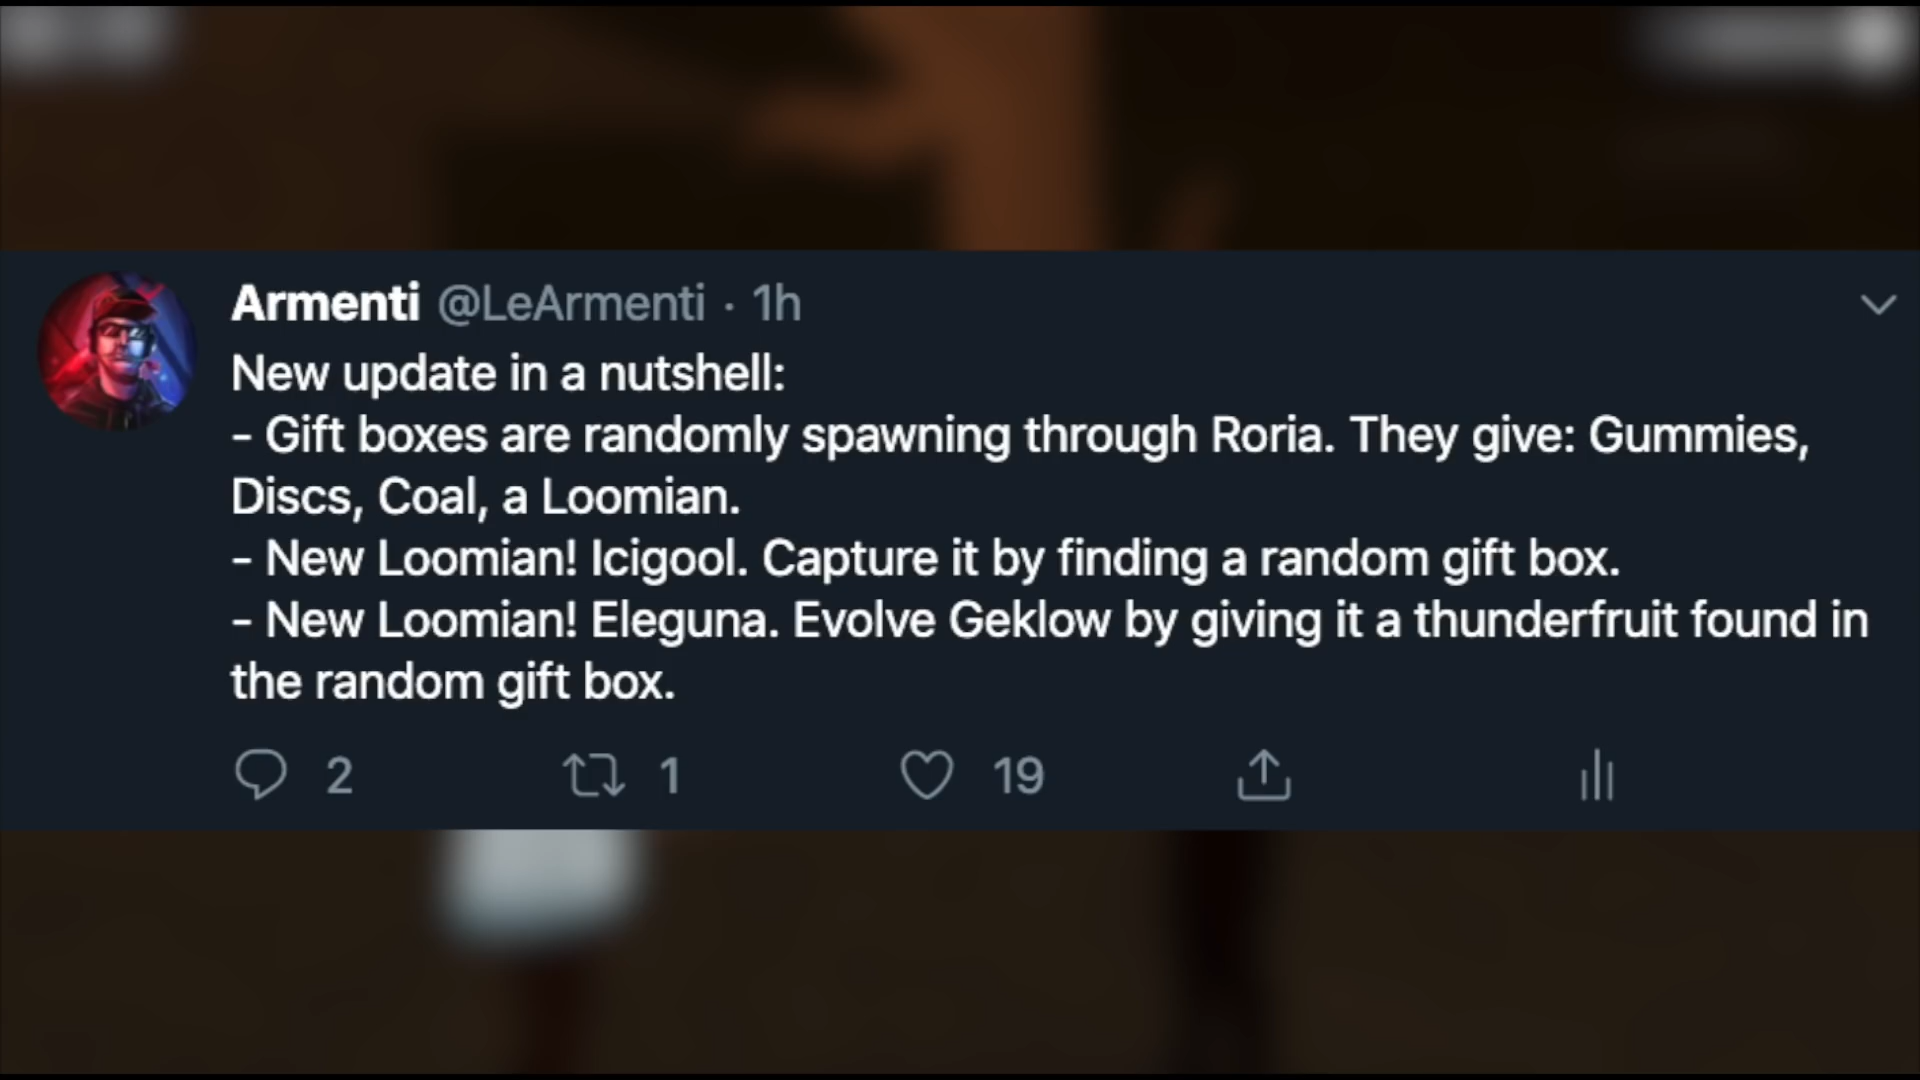 Armenti @LeArmenti · 1h
New update in a nutshell:
- Gift boxes are randomly spawning through Roria. They give: Gummies,
Discs, Coal, a Loomian.
- New Loomian! Icigool. Capture it by finding a random gift box.
- New Loomian! Eleguna. Evolve Geklow by giving it a thunderfruit found in
the random gift box.
2 1 19